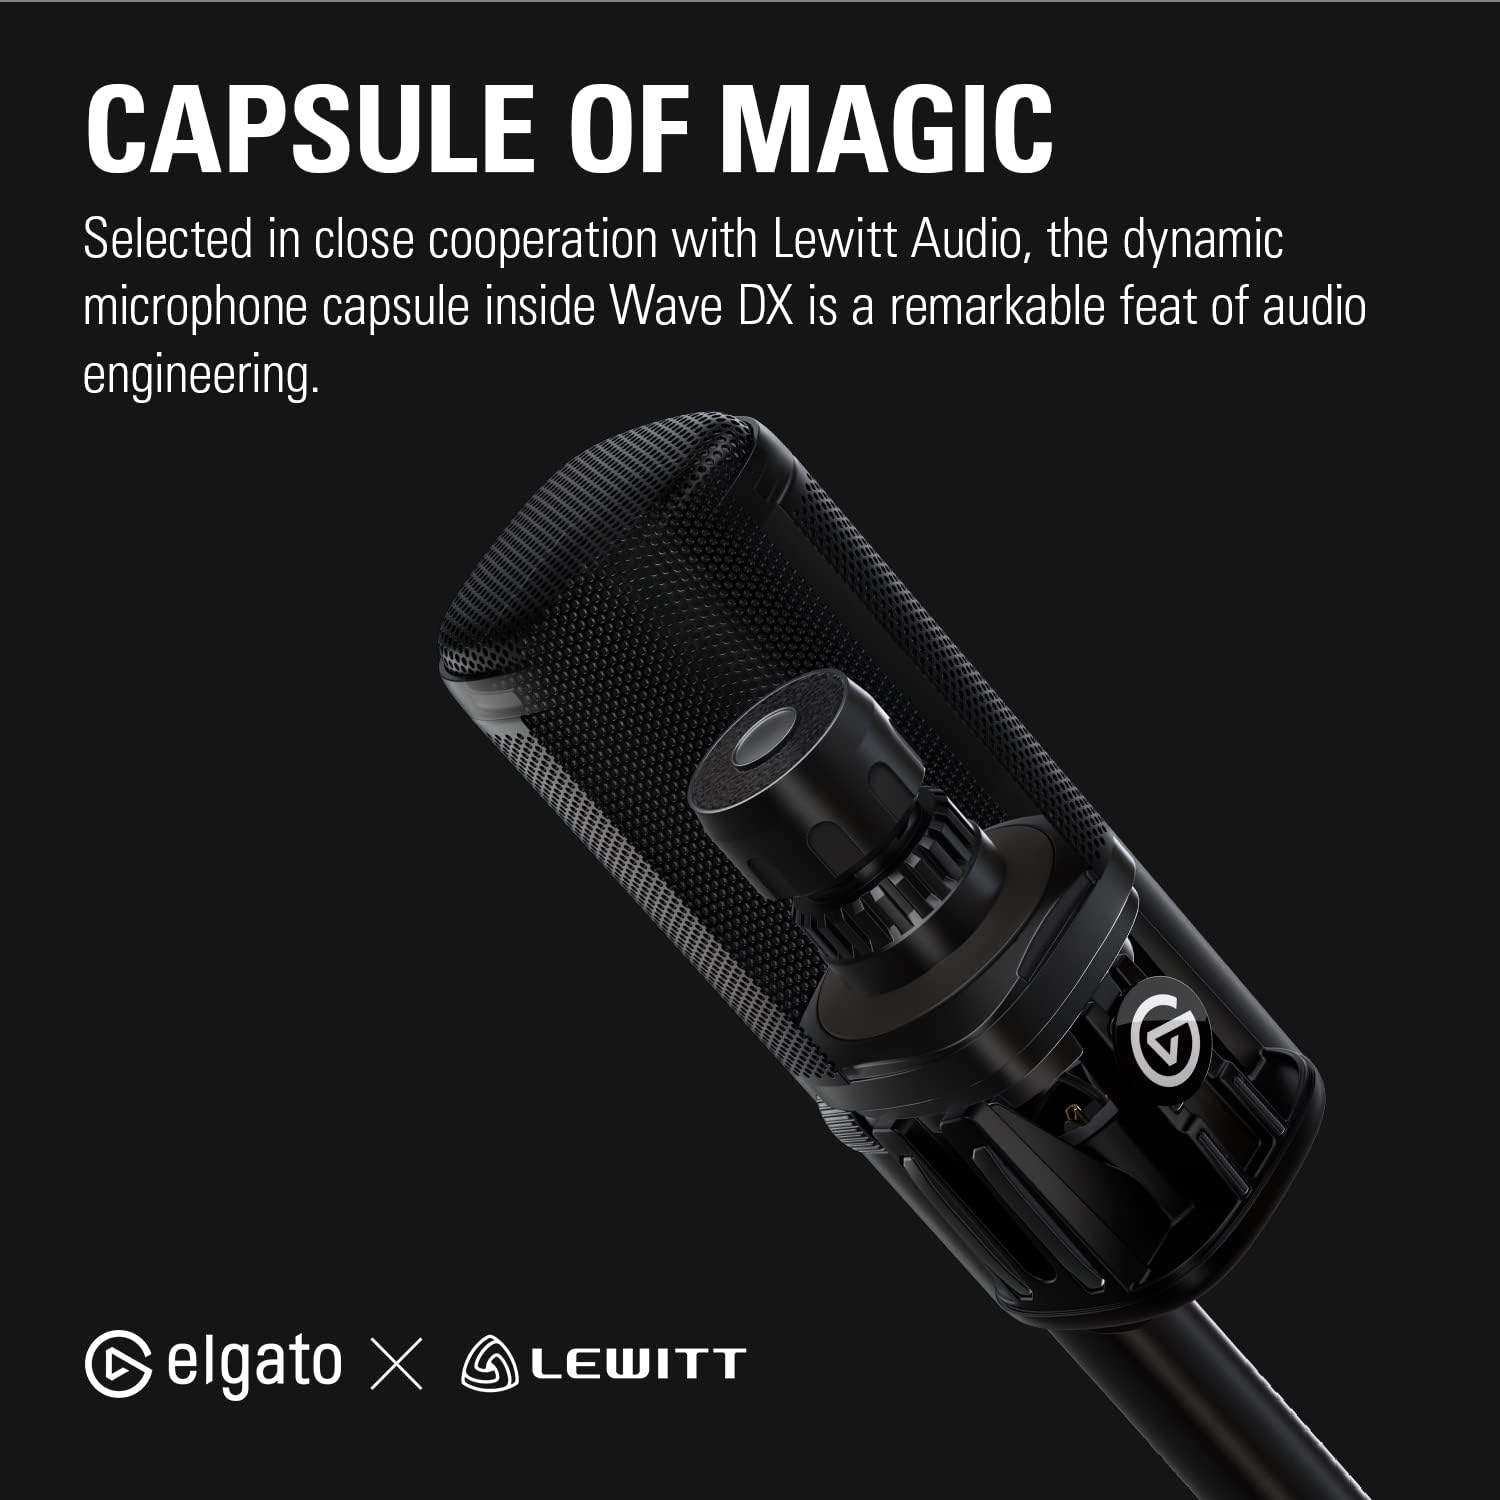 CAPSULE OF MAGIC
Selected in close cooperation with Lewitt Audio, the dynamic
microphone capsule inside Wave DX is a remarkable feat of audio
engineering.
elgato LEWITT